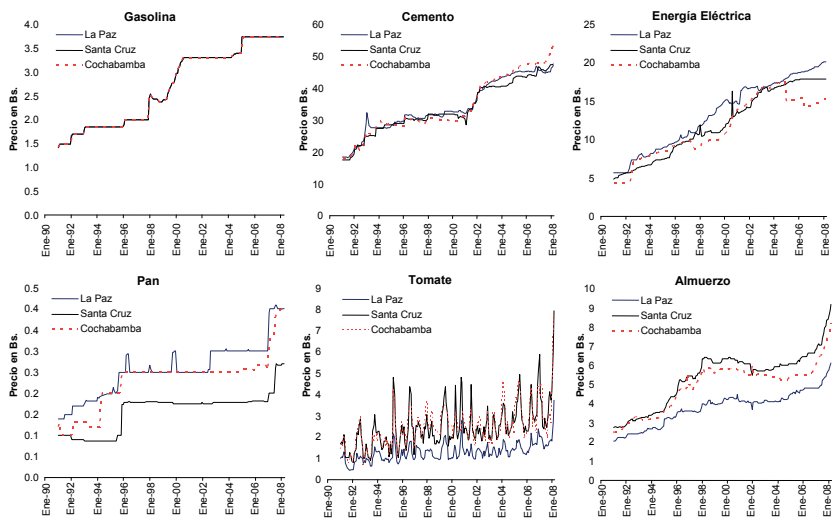 Gasolina
Precio en Bs.
4.0
3.5
3.0
2.5
2.0
1.5
1.0
0.5
0.0
La Paz
Santa Cruz
Cochabamba
Ene-90
Ene-92
Ene-94
Ene-96
Ene-98
Ene-00
Ene-02
Ene-04
Ene-06
Ene-08
Cemento
Precio en Bs.
60
50
40
30
20
10
0
La Paz
Santa Cruz
Cochabamba
Ene-90
Ene-92
Ene-94
Ene-96
Ene-98
Ene-00
Ene-02
Ene-04
Ene-06
Ene-08
Energía Eléctrica
Precio en Bs.
25
20
15
10
5
0
La Paz
Santa Cruz
Cochabamba
Ene-90
Ene-92
Ene-94
Ene-96
Ene-98
Ene-00
Ene-02
Ene-04
Ene-06
Ene-08
Pan
Precio en Bs.
0.5
0.4
0.4
0.3
0.3
0.2
0.2
0.1
0.1
0.0
La Paz
Santa Cruz
Cochabamba
Ene-90
Ene-92
Ene-94
Ene-96
Ene-98
Ene-00
Ene-02
Ene-04
Ene-06
Ene-08
Tomate
Precio en Bs.
9
8
7
6
5
4
3
2
1
0
La Paz
Santa Cruz
Cochabamba
Ene-90
Ene-92
Ene-94
Ene-96
Ene-98
Ene-00
Ene-02
Ene-04
Ene-06
Ene-08
Almuerzo
Precio en Bs.
10
9
8
7
6
5
4
3
2
1
0
La Paz
Santa Cruz
Cochabamba
Ene-90
Ene-92
Ene-94
Ene-96
Ene-98
Ene-00
Ene-02
Ene-04
Ene-06
Ene-08